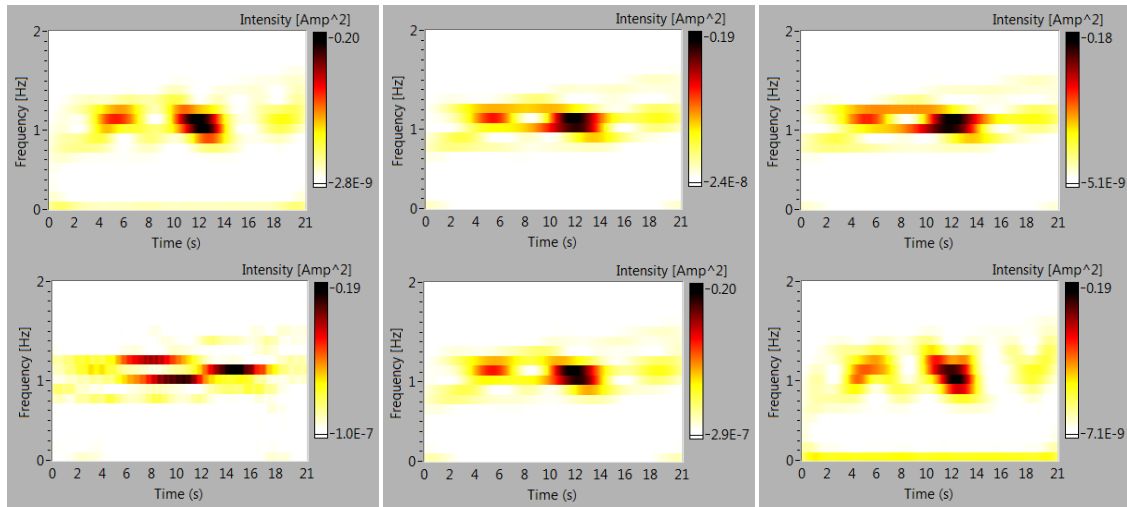 Intensity [Amp^2]
2
0.20
Frequency [Hz]
1
2.8E-9
0
0 2 4 6 8 10 12 14 16 18 21
Time (s)
Intensity [Amp^2]
2
0.19
Frequency [Hz]
1
2.4E-8
0
0 2 4 6 8 10 12 14 16 18 21
Time (s)
Intensity [Amp^2]
2
0.18
Frequency [Hz]
1
5.1E-9
0
0 2 4 6 8 10 12 14 16 18 21
Time (s)
Intensity [Amp^2]
2
0.19
Frequency [Hz]
1
1.0E-7
0
0 2 4 6 8 10 12 14 16 18 21
Time (s)
Intensity [Amp^2]
2
0.20
Frequency [Hz]
1
2.9E-7
0
0 2 4 6 8 10 12 14 16 18 21
Time (s)
Intensity [Amp^2]
2
0.19
Frequency [Hz]
1
7.1E-9
0
0 2 4 6 8 10 12 14 16 18 21
Time (s)